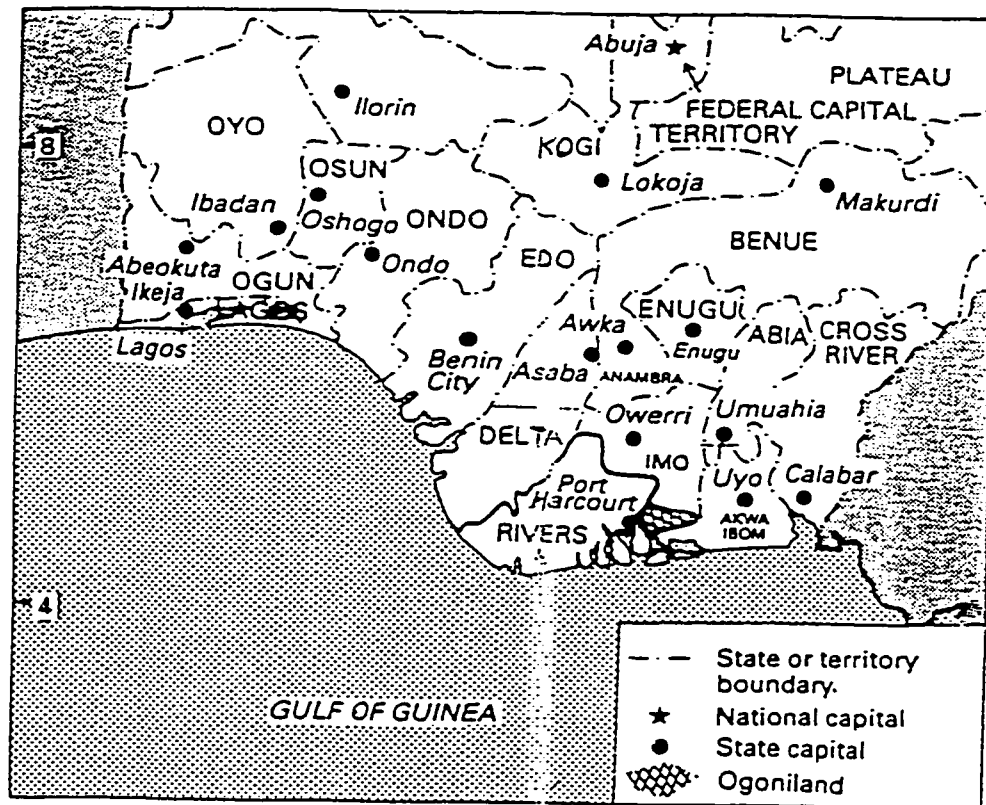 Abuja
PLATEAU
Ilorin
FEDERAL CAPITAL
TERRITORY
OYO
8
KOGI
OSUN
Lokoja
Makurdi
Ibadan
Oshogo
ONDO
BENUE
Abeokuta
OGUN
Ondo
EDO
Ikeja
LAGOS
ENUGU
Awka
ABIA
CROSS
RIVER
Lagos
Benin
City
Asaba
Enugu
ANAMBRA
Owerri
Umuahia
DELTA
IMO
Port
Harcourt
Uyo
Calabar
RIVERS
AKWA
IBOM
4
GULF OF GUINEA
State or territory
boundary.
National capital
State capital
Ogoniland